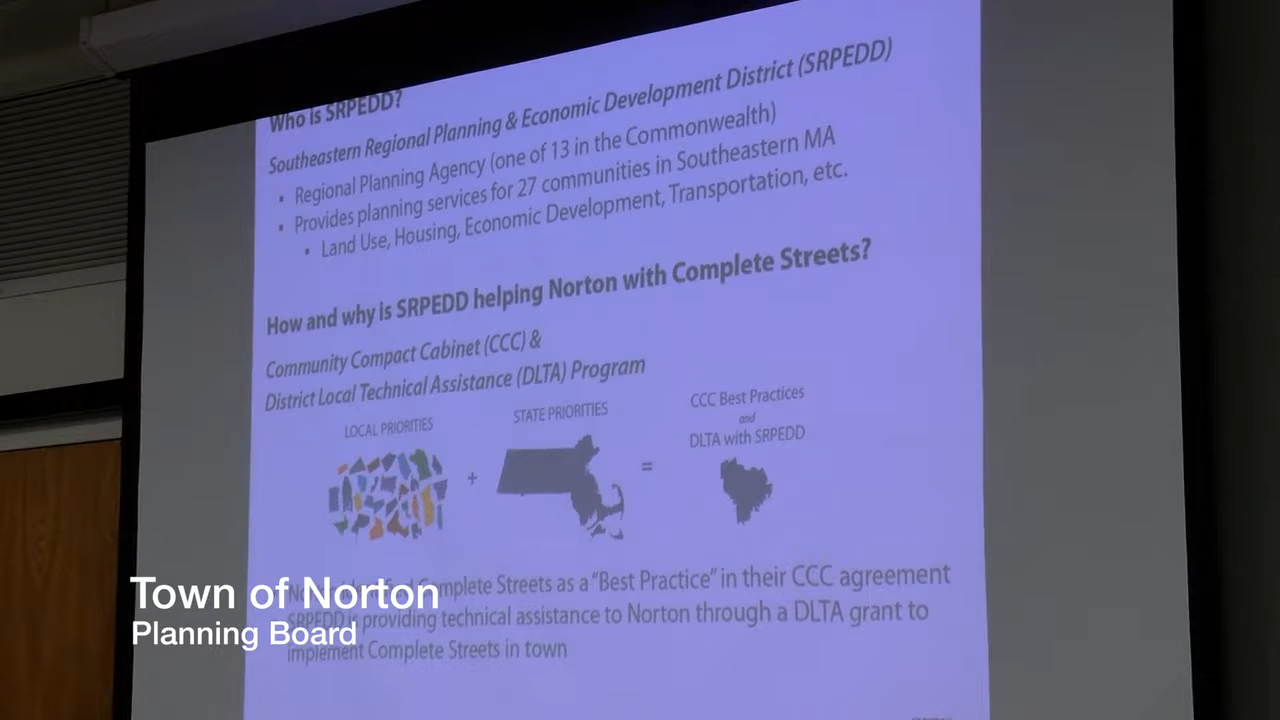 Who is SRPEDD?
Southeastern Regional Planning & Economic Development District (SRPEDD)
▪ Regional Planning Agency (one of 13 in the Commonwealth)
▪ Provides planning services for 27 communities in Southeastern MA
▪ Land Use, Housing, Economic Development, Transportation, etc.
How and why is SRPEDD helping Norton with Complete Streets?
Community Compact Cabinet (CCC) &
District Local Technical Assistance (DLTA) Program
LOCAL PRIORITIES
+
STATE PRIORITIES
=
CCC Best Practices
and
DLTA with SRPEDD
Complete Streets as a "Best Practice" in their CCC agreement
SRPEDD is providing technical assistance to Norton through a DLTA grant to
implement Complete Streets in town
Town of Norton
Planning Board